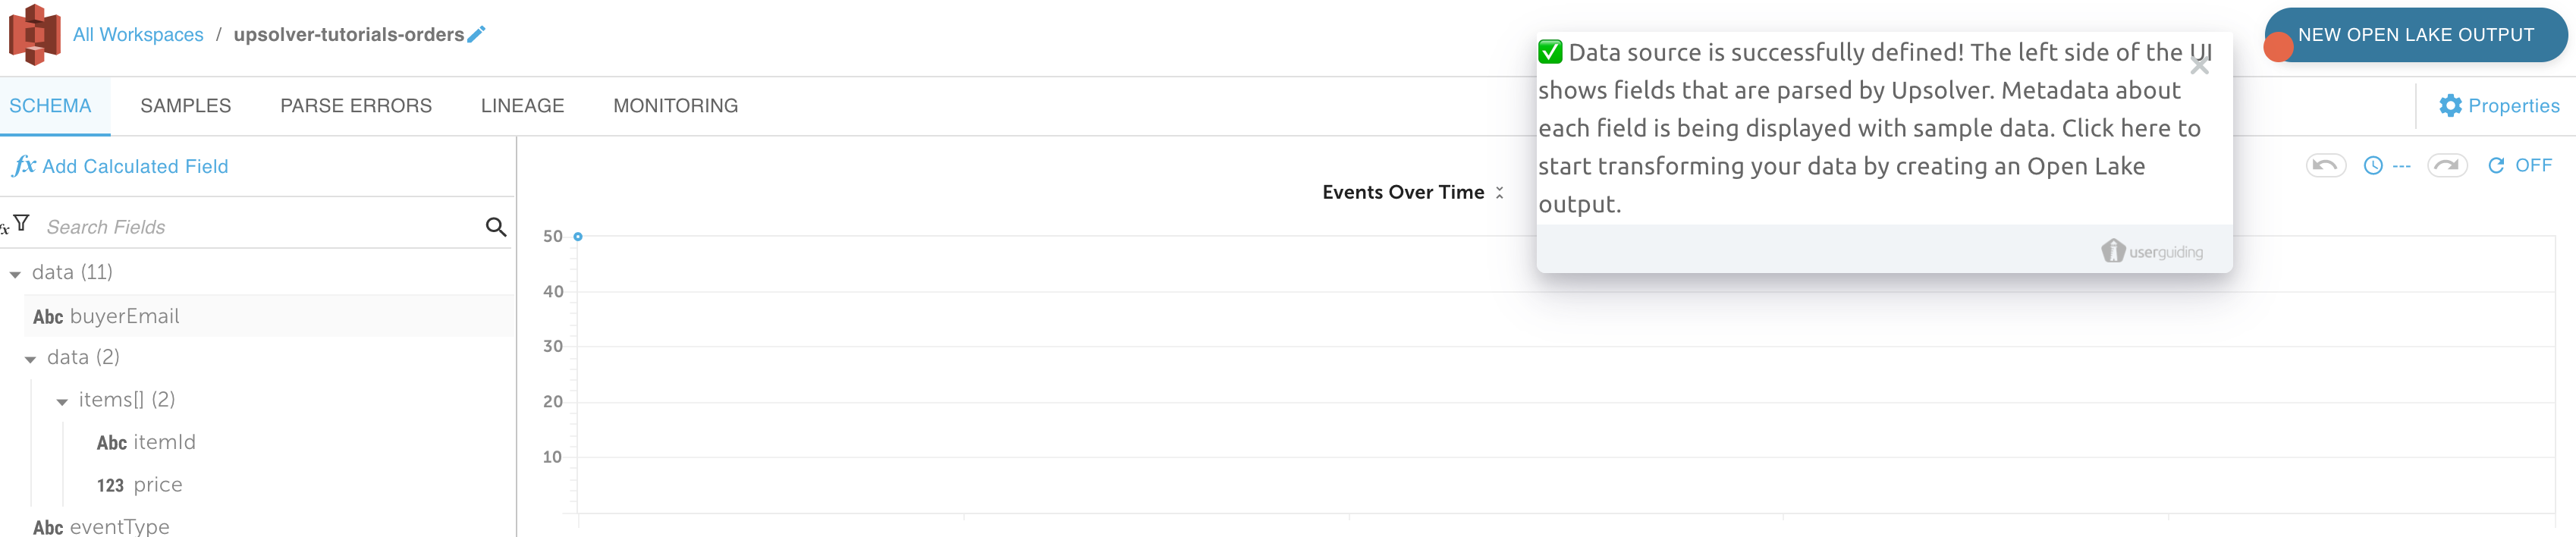 All Workspaces / upsolver-tutorials-orders
NEW OPEN LAKE OUTPUT
✅ Data source is successfully defined! The left side of the UI
shows fields that are parsed by Upsolver. Metadata about
each field is being displayed with sample data. Click here to
start transforming your data by creating an Open Lake
output.
userguiding
SCHEMA SAMPLES PARSE ERRORS LINEAGE MONITORING
Properties
fx Add Calculated Field
--- OFF
Events Over Time
fx Search Fields
data (11)
Abc buyerEmail
data (2)
items[] (2)
Abc itemId
123 price
Abc eventType
50
40
30
20
10